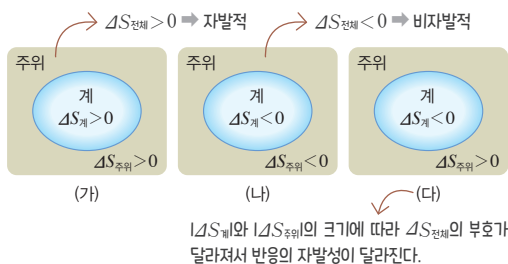 ΔS전체>0 ➡ 자발적
ΔS전체<0 ➡ 비자발적
주위
계
ΔS계>0
ΔS주위>0
(가)
주위
계
ΔS계<0
ΔS주위<0
(나)
주위
계
ΔS계<0
ΔS주위>0
(다)
|ΔS계|와 |ΔS주위|의 크기에 따라 ΔS전체의 부호가
달라져서 반응의 자발성이 달라진다.